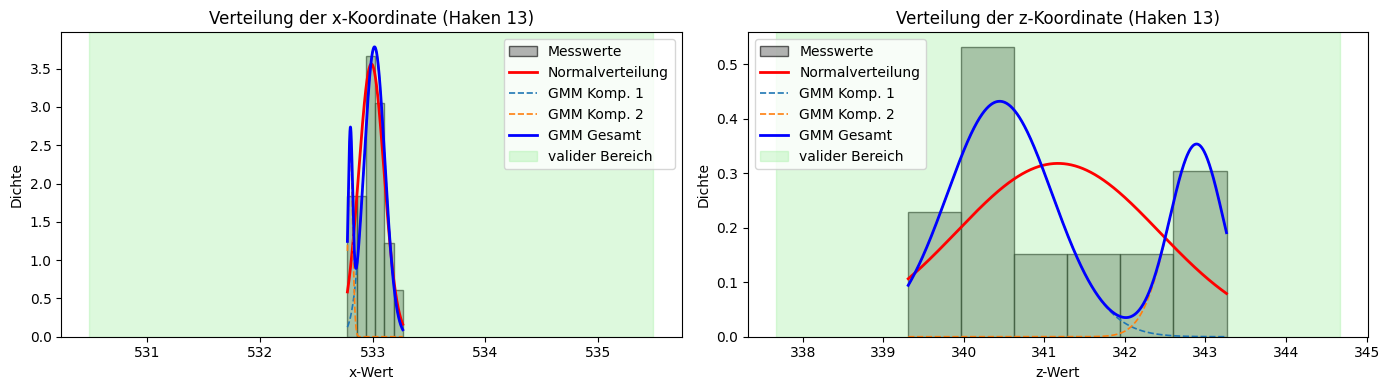 Verteilung der x-Koordinate (Haken 13)
Dichte
3.5
3.0
2.5
2.0
1.5
1.0
0.5
0.0
Messwerte
Normalverteilung
GMM Komp. 1
GMM Komp. 2
GMM Gesamt
valider Bereich
531
532
533
534
535
x-Wert
Verteilung der z-Koordinate (Haken 13)
Dichte
0.5
0.4
0.3
0.2
0.1
0.0
Messwerte
Normalverteilung
GMM Komp. 1
GMM Komp. 2
GMM Gesamt
valider Bereich
338
339
340
341
342
343
344
345
z-Wert